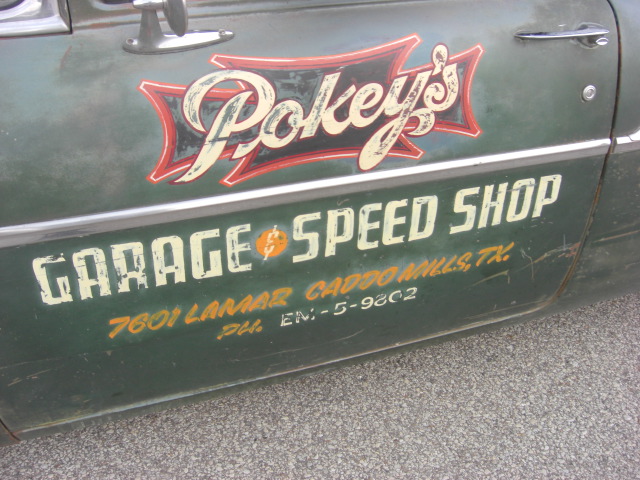 Pokey's
GARAGE & SPEED SHOP
7601 LAMAR CADDO MILLS, TX.
PH. EM-5-9802